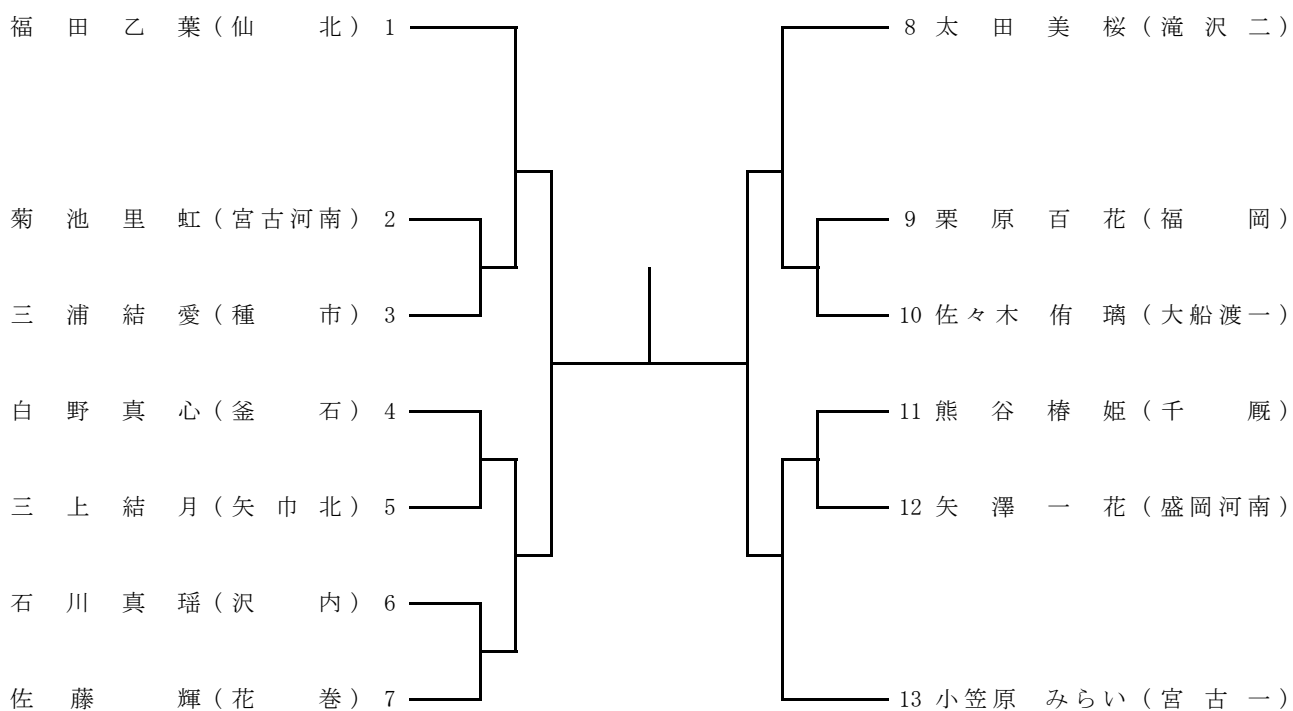 福田乙葉(仙北) 1
菊池里虹(宮古河南) 2
三浦結愛(種市) 3
白野真心(釜石) 4
三上結月(矢巾北) 5
石川真瑶(沢内) 6
佐藤輝(花巻) 7
8 太田美桜(滝沢二)
9 栗原百花(福岡)
10 佐々木侑璃(大船渡一)
11 熊谷椿姫(千厩)
12 矢澤一花(盛岡河南)
13 小笠原みらい(宮古一)